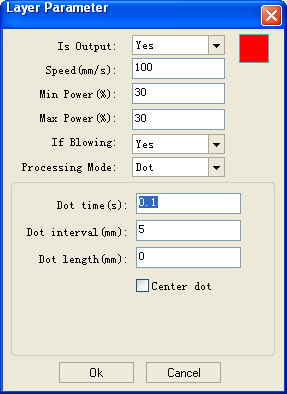 Layer Parameter
Is Output: Yes
Speed(mm/s): 100
Min Power(%): 30
Max Power(%): 30
If Blowing: Yes
Processing Mode: Dot
Dot time(s): 0.1
Dot interval(mm): 5
Dot length(mm): 0
Center dot
Ok Cancel